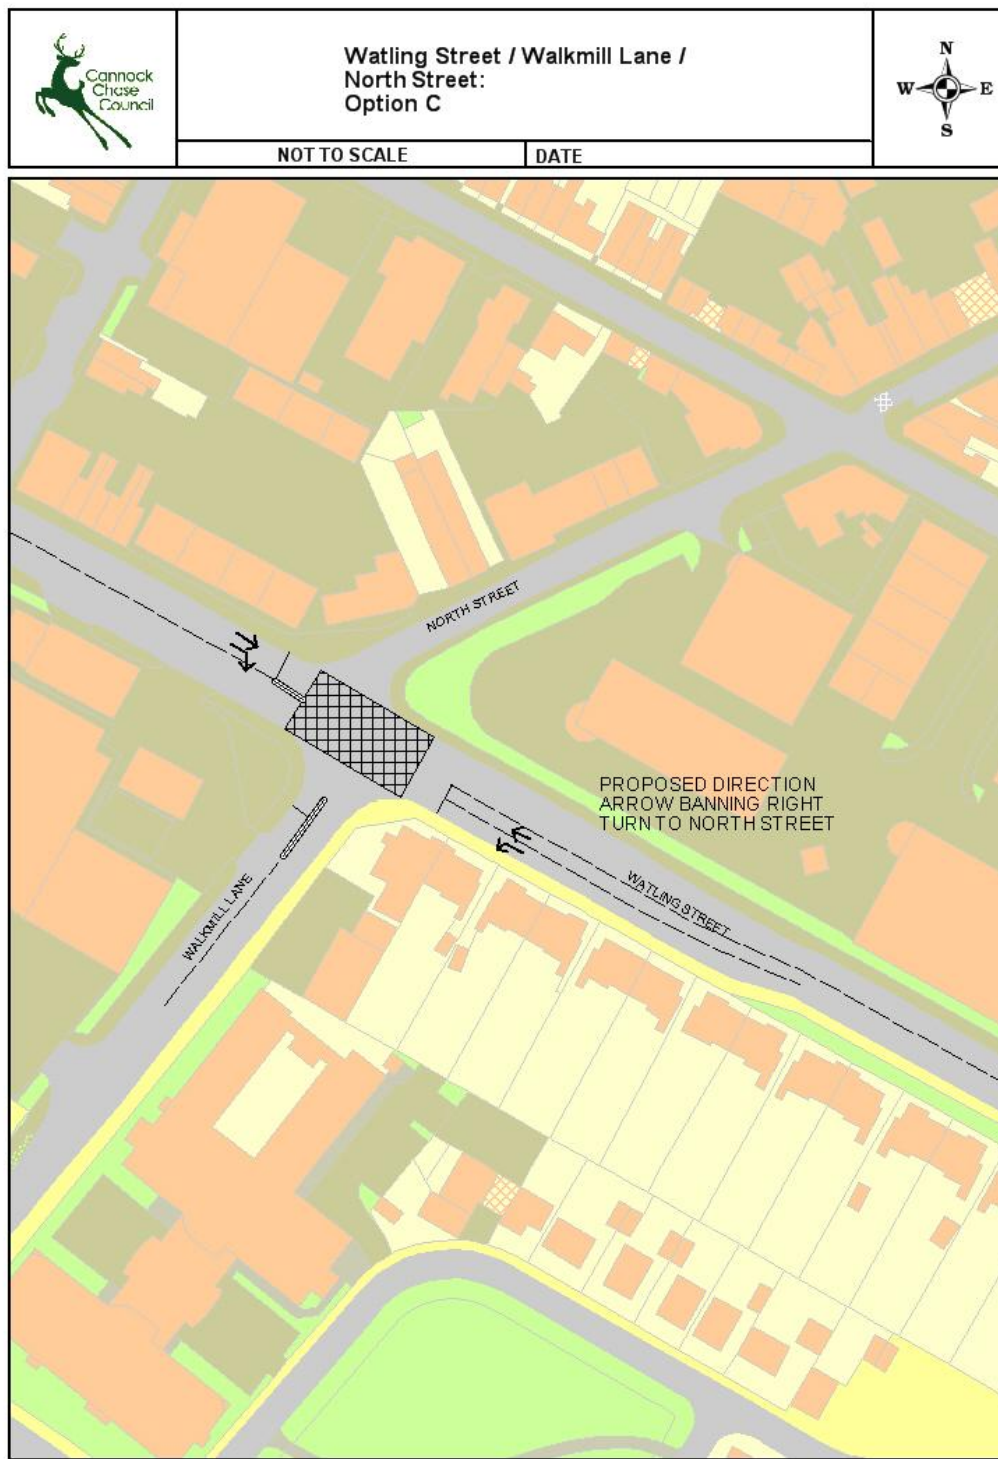 Cannock
Chase
Council
Watling Street / Walkmill Lane /
North Street:
Option C
N
W E
S
NOT TO SCALE
DATE
NORTH STREET
PROPOSED DIRECTION
ARROW BANNING RIGHT
TURN TO NORTH STREET
WATLING STREET
WALKMILL LANE